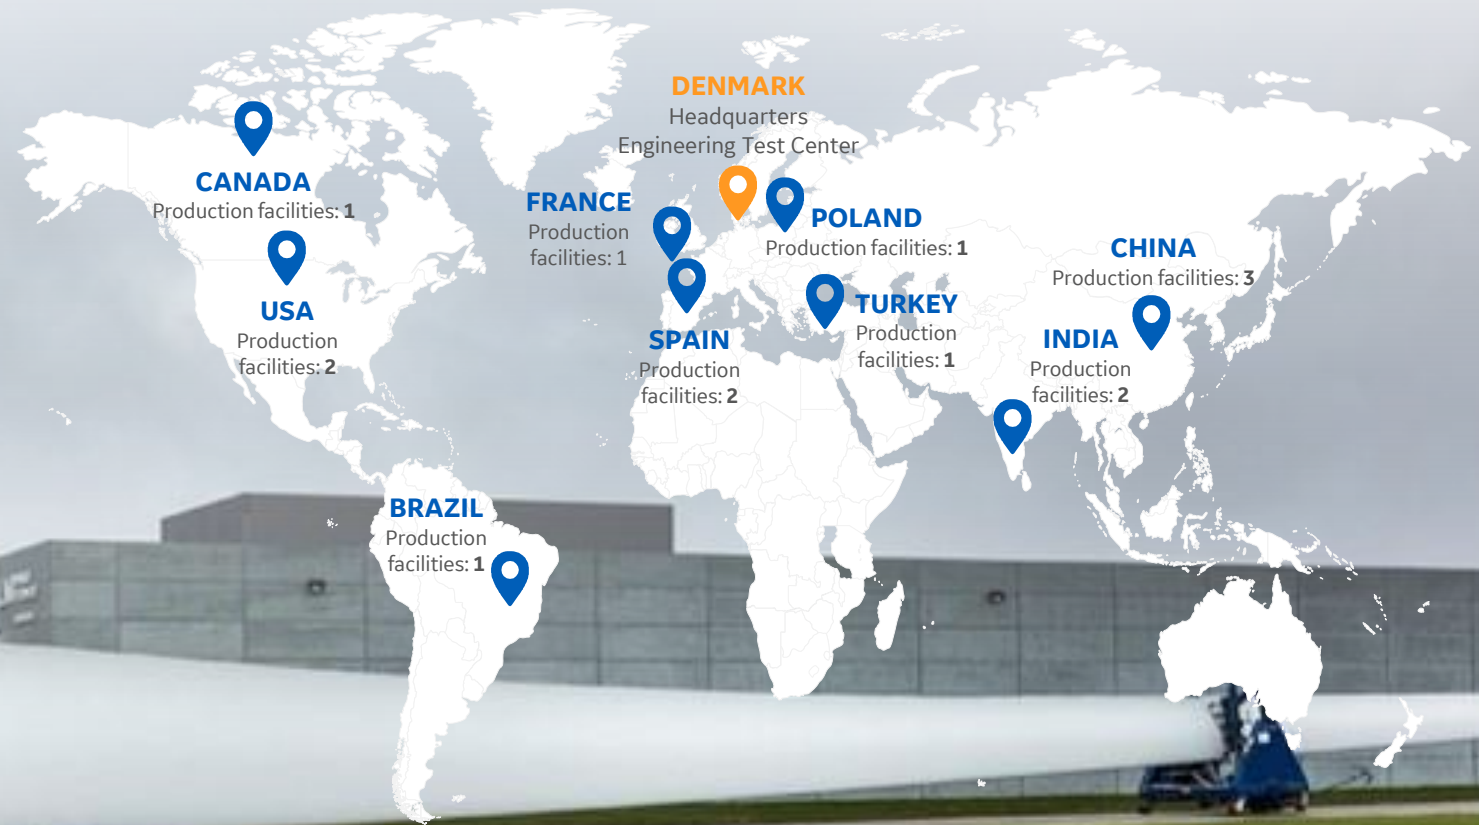 DENMARK
Headquarters
Engineering Test Center
CANADA
Production facilities: 1
FRANCE
Production
facilities: 1
POLAND
Production facilities: 1
CHINA
Production facilities: 3
USA
Production
facilities: 2
SPAIN
Production
facilities: 2
TURKEY
Production
facilities: 1
INDIA
Production
facilities: 2
BRAZIL
Production
facilities: 1